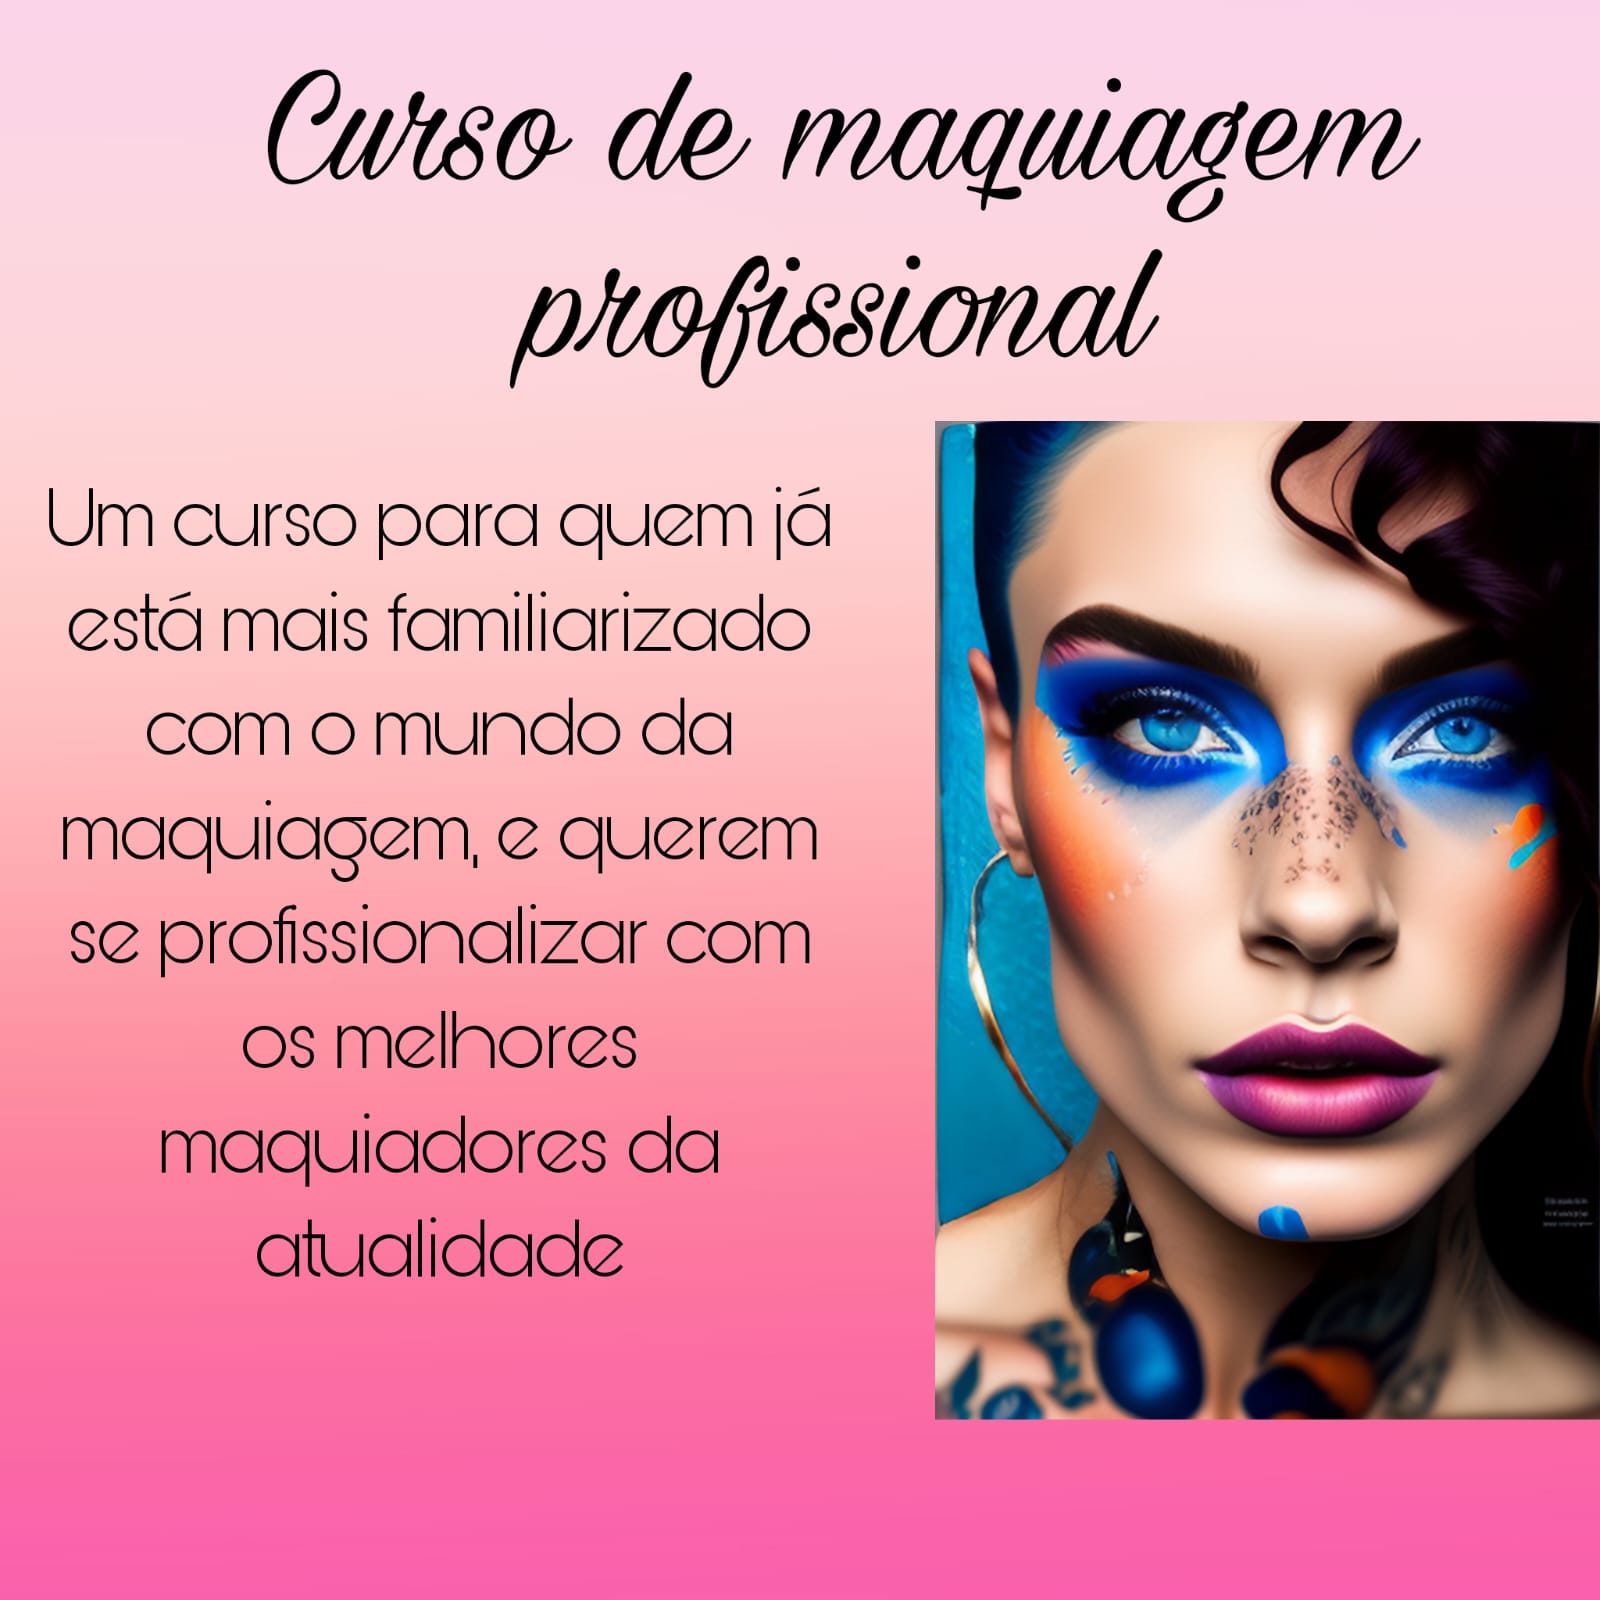 Curso de maquiagem
profissional
Um curso para quem já
está mais familiarizado
com o mundo da
maquiagem, e querem
se profissionalizar com
os melhores
maquiadores da
atualidade